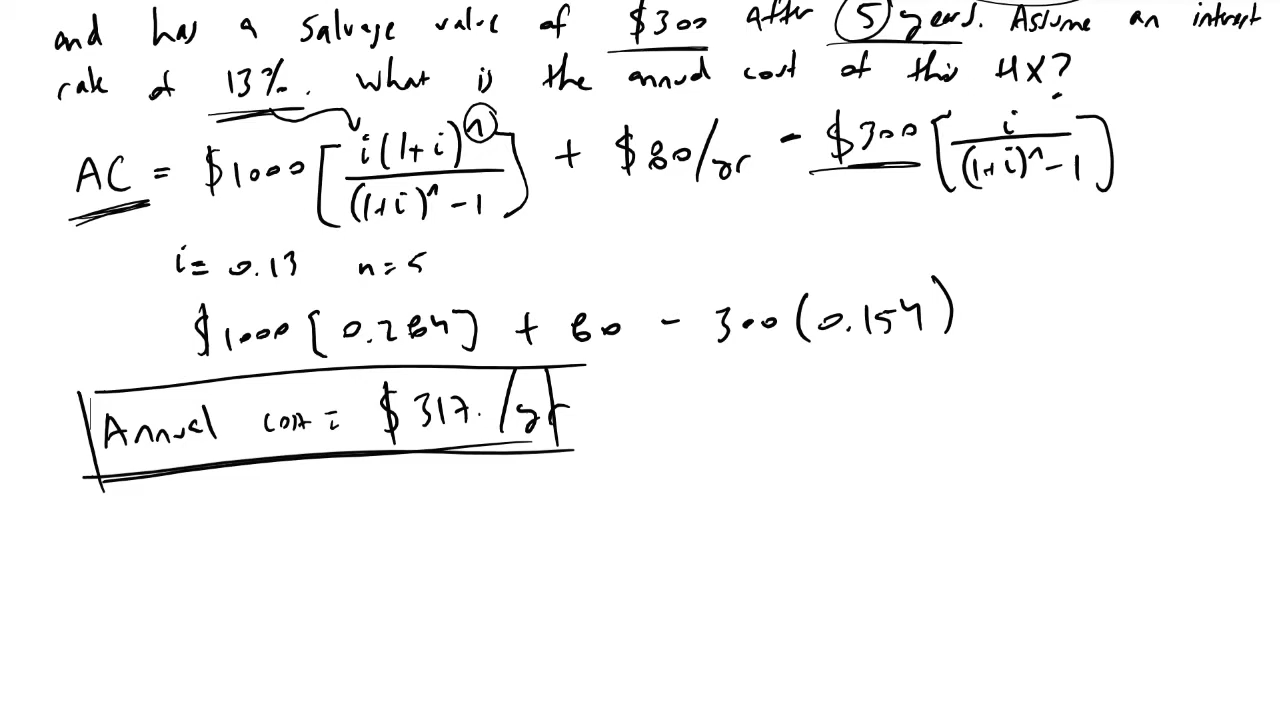 and has a salvage value of $300 after 5 years. Assume an interest
rate of 13%. what is the annual cost of this HX?
AC = $1000 [ i(1+i)^n / (1+i)^n - 1 ] + $80/yr - $300 [ i / (1+i)^n - 1 ]
i = 0.13 n = 5
$1000 [0.284] + 80 - 300 (0.154)
Annual cost = $317. /yr